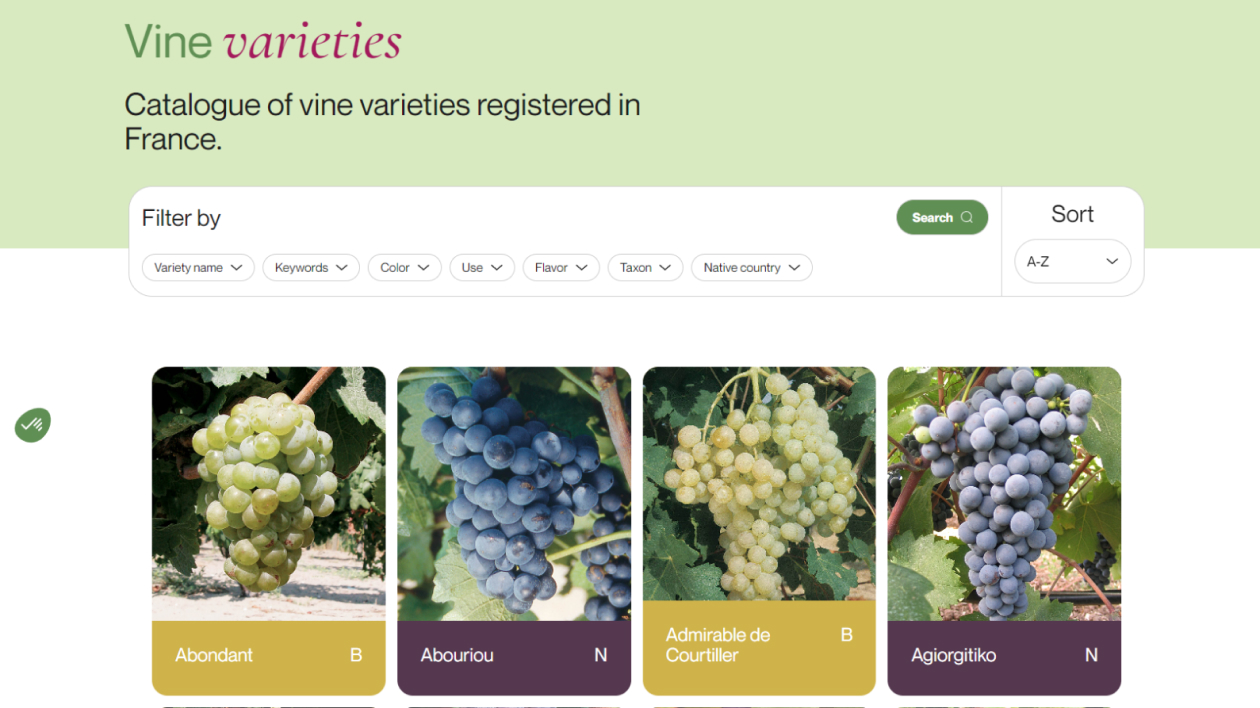 Vine varieties
Catalogue of vine varieties registered in
France.
Filter by
Search
Sort
Variety name
Keywords
Color
Use
Flavor
Taxon
Native country
A-Z
Abondant
B
Abouriou
N
Admirable de
Courtiller
B
Agiorgitiko
N